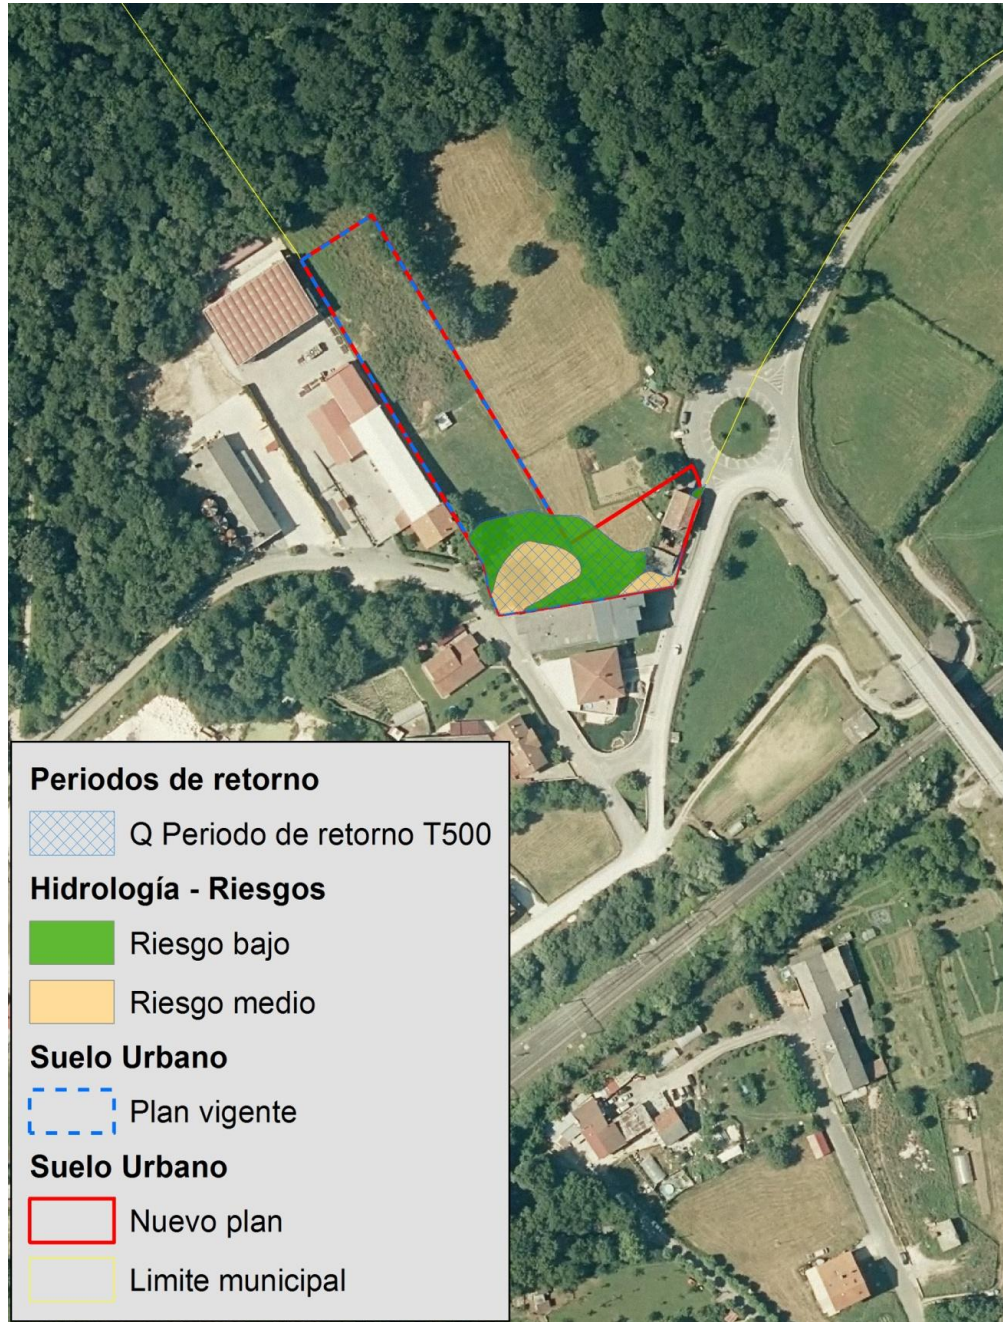 Periodos de retorno
Q Periodo de retorno T500
Hidrología - Riesgos
Riesgo bajo
Riesgo medio
Suelo Urbano
Plan vigente
Suelo Urbano
Nuevo plan
Limite municipal